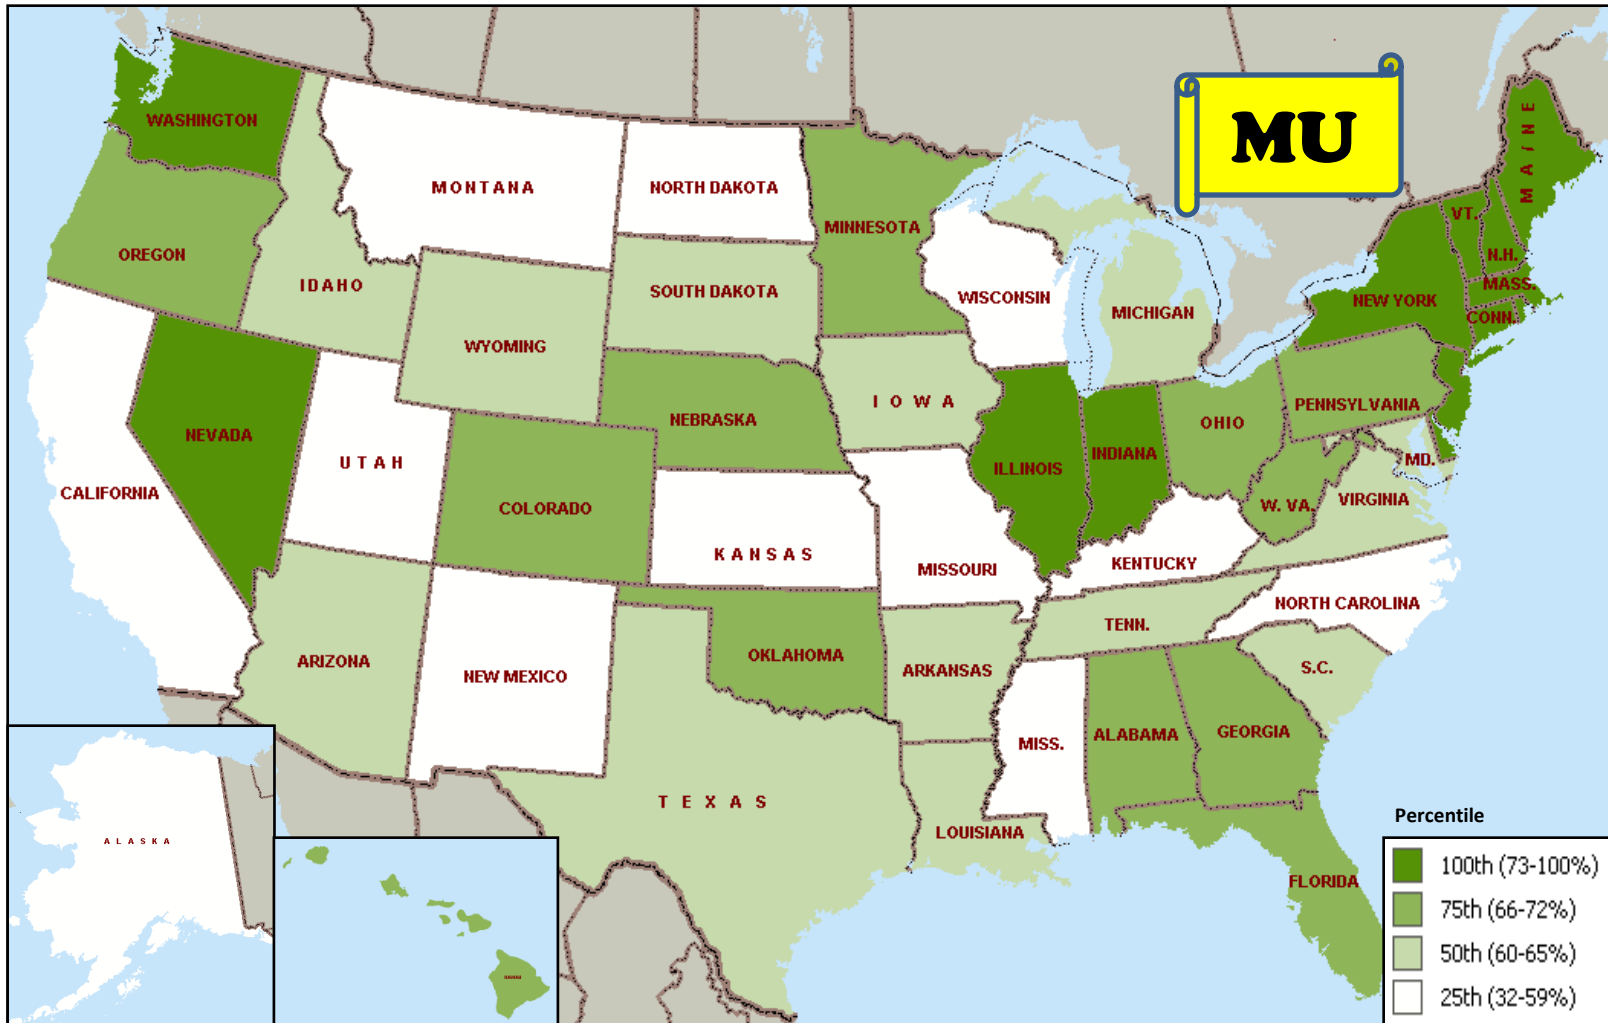 MU
WASHINGTON
MAINE
MONTANA
NORTH DAKOTA
MINNESOTA
VT.
N.H.
OREGON
IDAHO
SOUTH DAKOTA
WISCONSIN
MICHIGAN
NEW YORK
MASS.
CONN.
WYOMING
NEBRASKA
IOWA
PENNSYLVANIA
NEVADA
UTAH
ILLINOIS
INDIANA
OHIO
MD.
CALIFORNIA
COLORADO
KANSAS
MISSOURI
KENTUCKY
W. VA.
VIRGINIA
NORTH CAROLINA
ARIZONA
NEW MEXICO
OKLAHOMA
ARKANSAS
TENN.
S.C.
TEXAS
LOUISIANA
MISS.
ALABAMA
GEORGIA
FLORIDA
ALASKA
HAWAII
Percentile
100th (73-100%)
75th (66-72%)
50th (60-65%)
25th (32-59%)